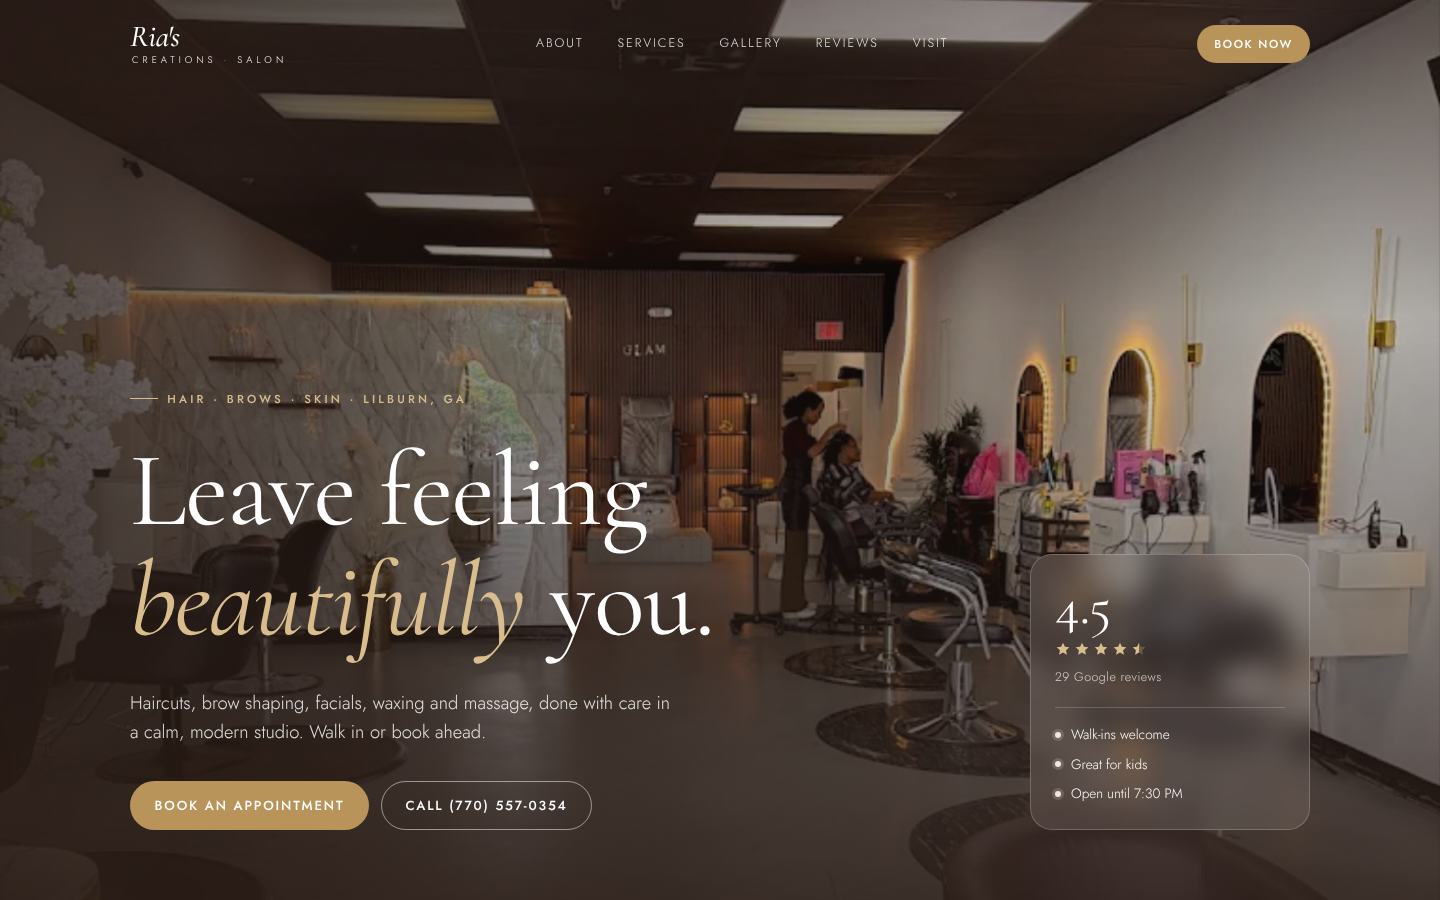 Ria's
CREATIONS · SALON
ABOUT
SERVICES
GALLERY
REVIEWS
VISIT
BOOK NOW
GLAM
HAIR · BROWS · SKIN · LILBURN, GA
Leave feeling
beautifully you.
Haircuts, brow shaping, facials, waxing and massage, done with care in
a calm, modern studio. Walk in or book ahead.
BOOK AN APPOINTMENT
CALL (770) 557-0354
4.5
29 Google reviews
Walk-ins welcome
Great for kids
Open until 7:30 PM